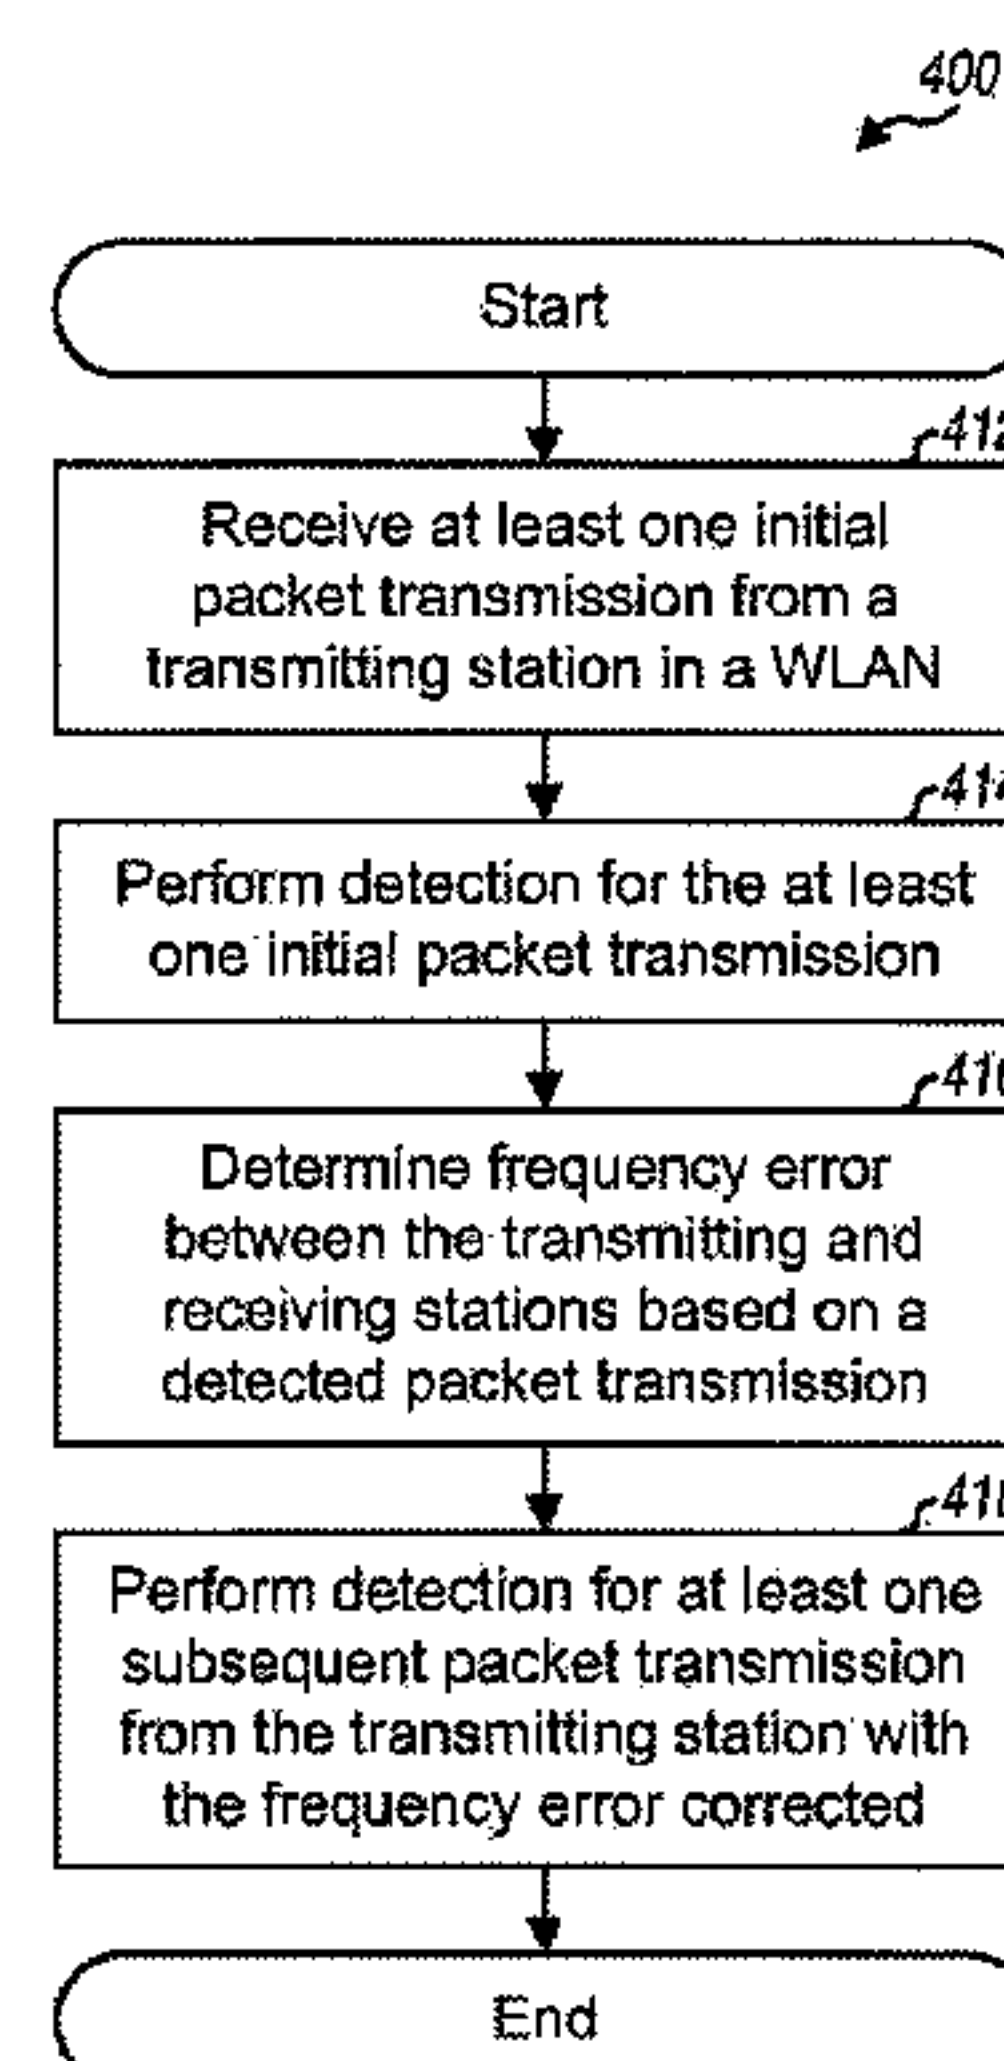 400
Start
412
Receive at least one initial
packet transmission from a
transmitting station in a WLAN
414
Perform detection for the at least
one initial packet transmission
416
Determine frequency error
between the transmitting and
receiving stations based on a
detected packet transmission
Perform detection for at least one
subsequent packet transmission
from the transmitting station with
the frequency error corrected
End